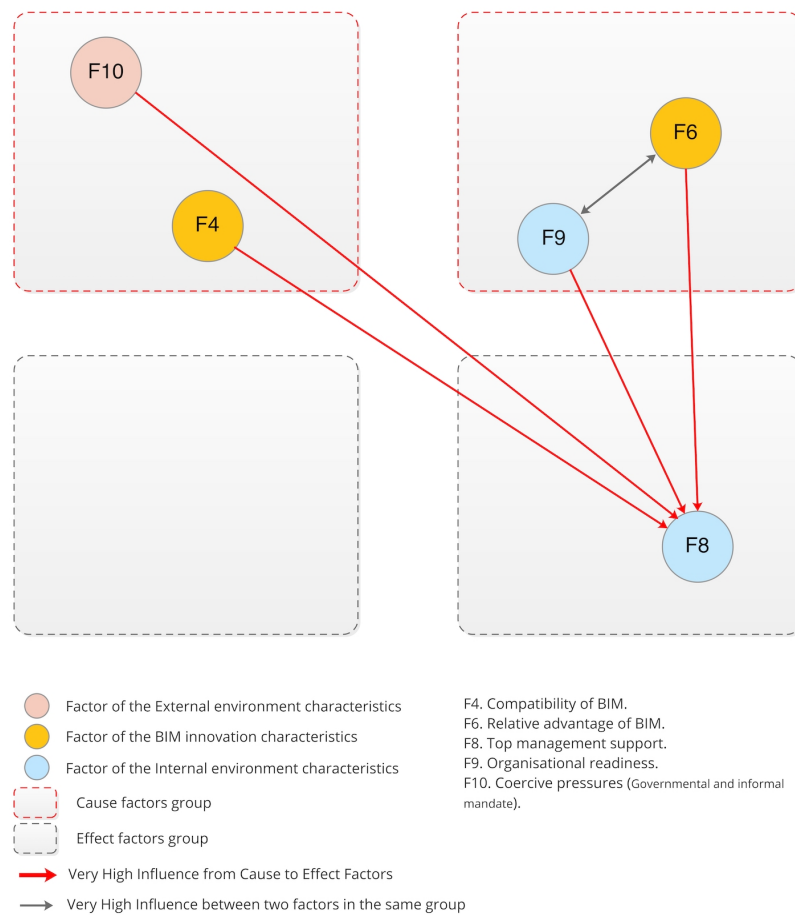 F10
F6
F4
F9
F8
Factor of the External environment characteristics
Factor of the BIM innovation characteristics
Factor of the Internal environment characteristics
Cause factors group
Effect factors group
Very High Influence from Cause to Effect Factors
Very High Influence between two factors in the same group
F4. Compatibility of BIM.
F6. Relative advantage of BIM.
F8. Top management support.
F9. Organisational readiness.
F10. Coercive pressures (Governmental and informal
mandate).